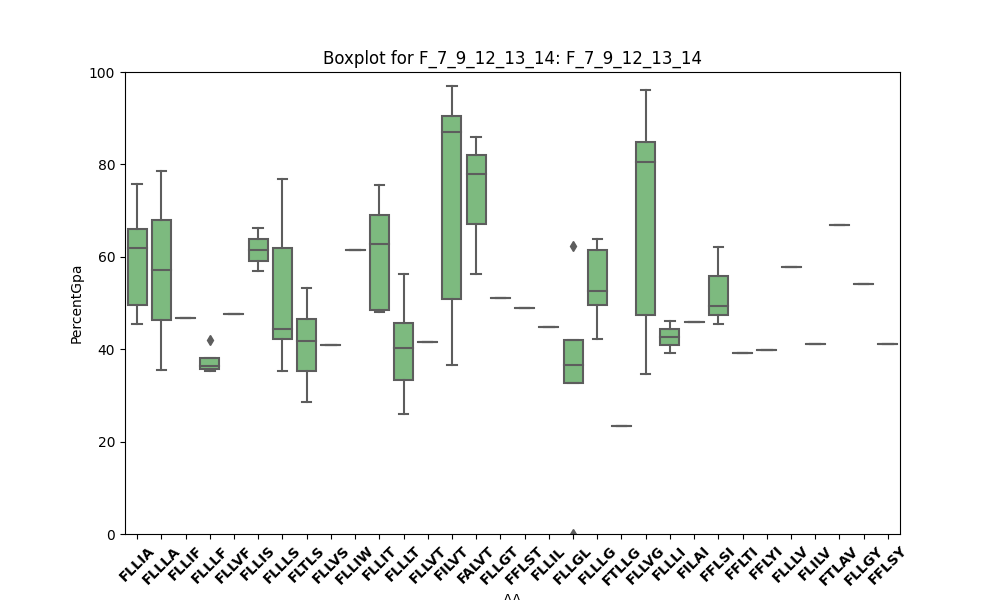 Boxplot for F_7_9_12_13_14: F_7_9_12_13_14
PercentGpa
100
80
60
40
20
0
FLLIA FLLLA FLLIF FLLLF FLLVF FLLIS FLLLS FLTLS FLLVS FLLIW FLLIT FLLLT FLLVT FILVT FALVT FLLGT FFLST FLLIL FLLGL FLLLG FTLLG FLLVG FLLLI FILAI FFLSI FFLTI FFLYI FLLLV FLILV FTLAV FLLGY FFLSY